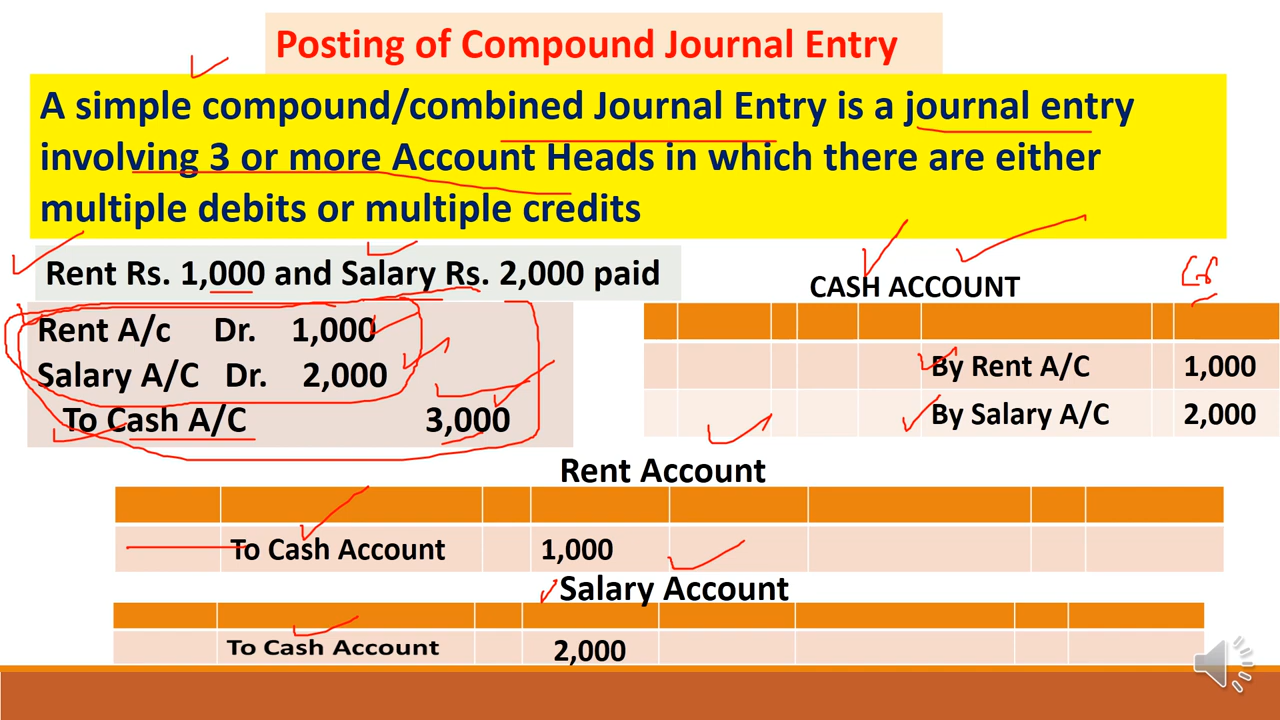 Posting of Compound Journal Entry
A simple compound/combined Journal Entry is a journal entry
involving 3 or more Account Heads in which there are either
multiple debits or multiple credits
Rent Rs. 1,000 and Salary Rs. 2,000 paid
Rent A/c Dr. 1,000
Salary A/C Dr. 2,000
To Cash A/C 3,000
CASH ACCOUNT
By Rent A/C 1,000
By Salary A/C 2,000
Rent Account
To Cash Account 1,000
Salary Account
To Cash Account 2,000